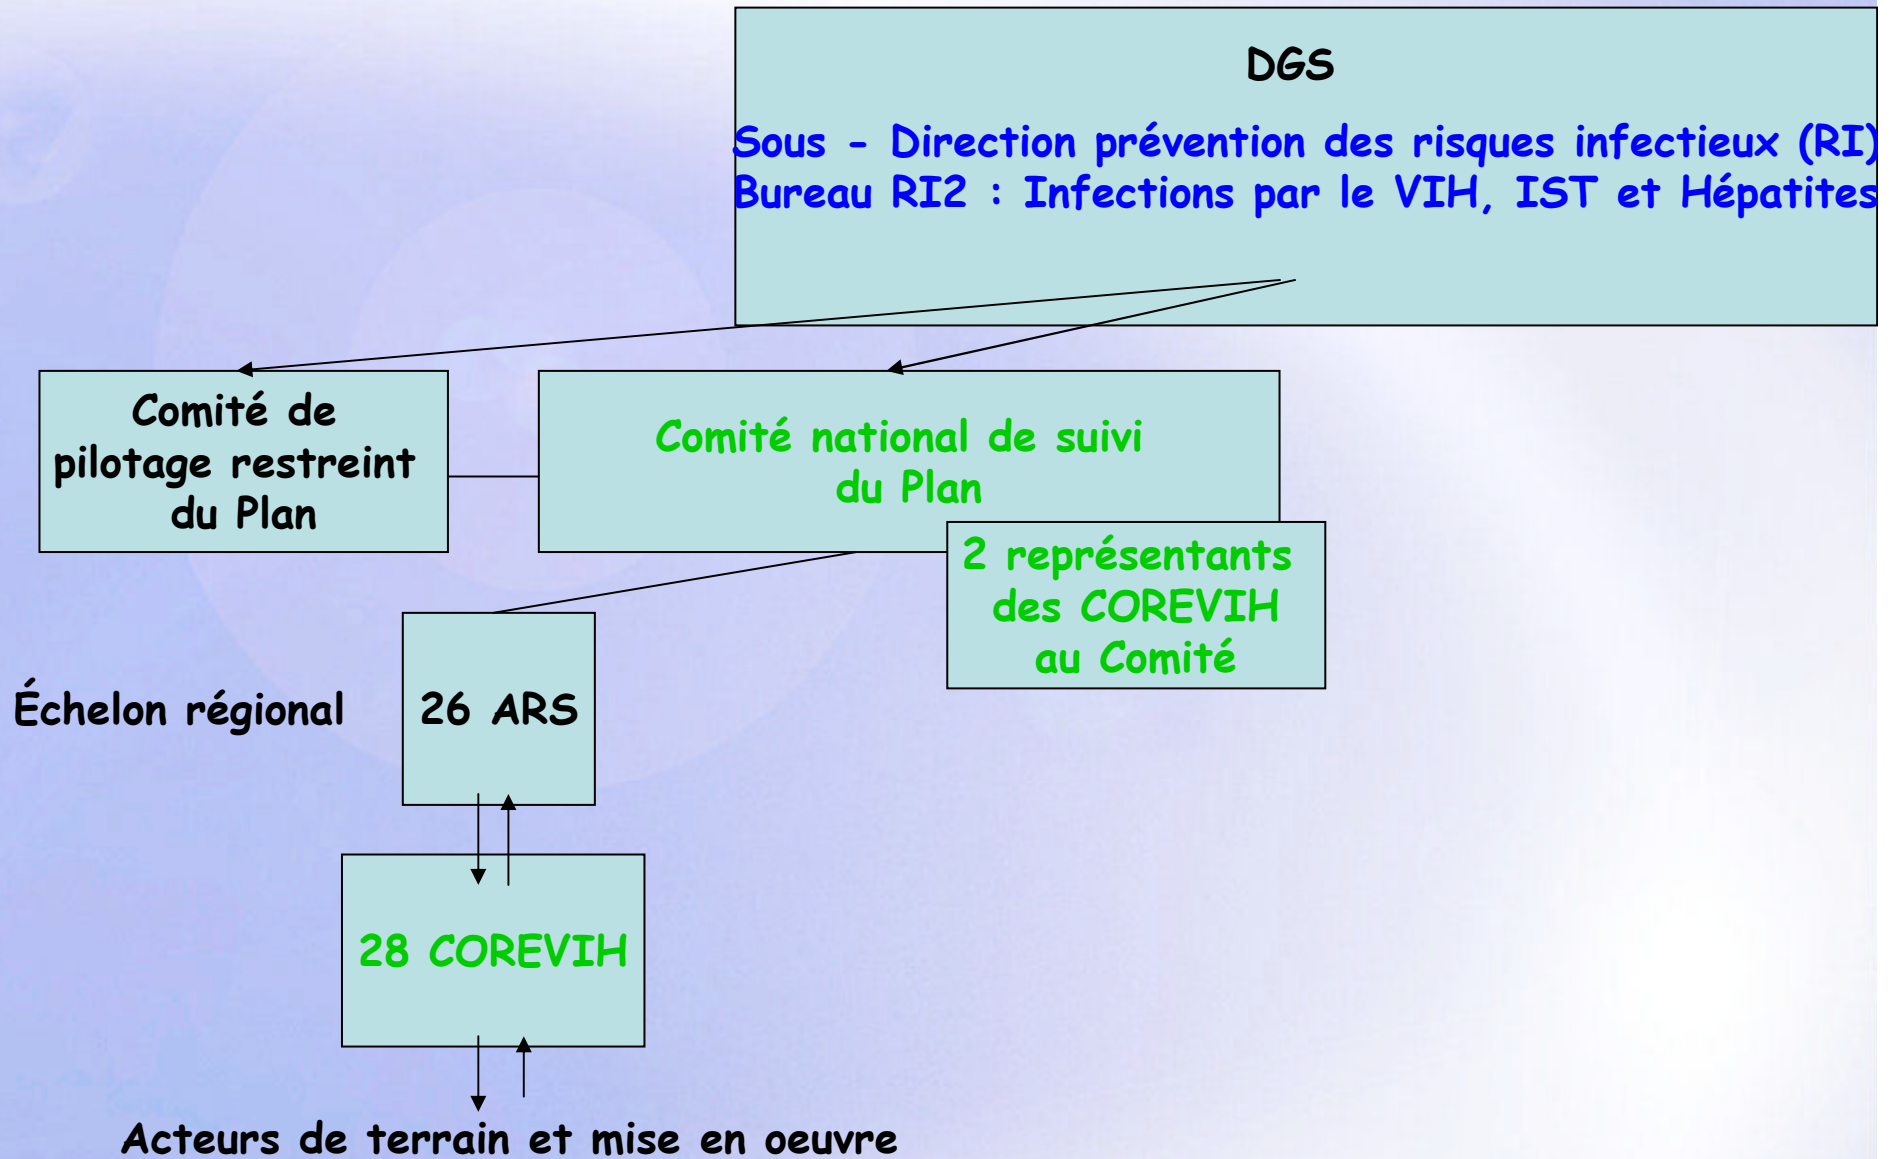 DGS
Sous - Direction prévention des risques infectieux (RI)
Bureau RI2 : Infections par le VIH, IST et Hépatites
Comité de
pilotage restreint
du Plan
Comité national de suivi
du Plan
2 représentants
des COREVIH
au Comité
Échelon régional
26 ARS
28 COREVIH
Acteurs de terrain et mise en oeuvre